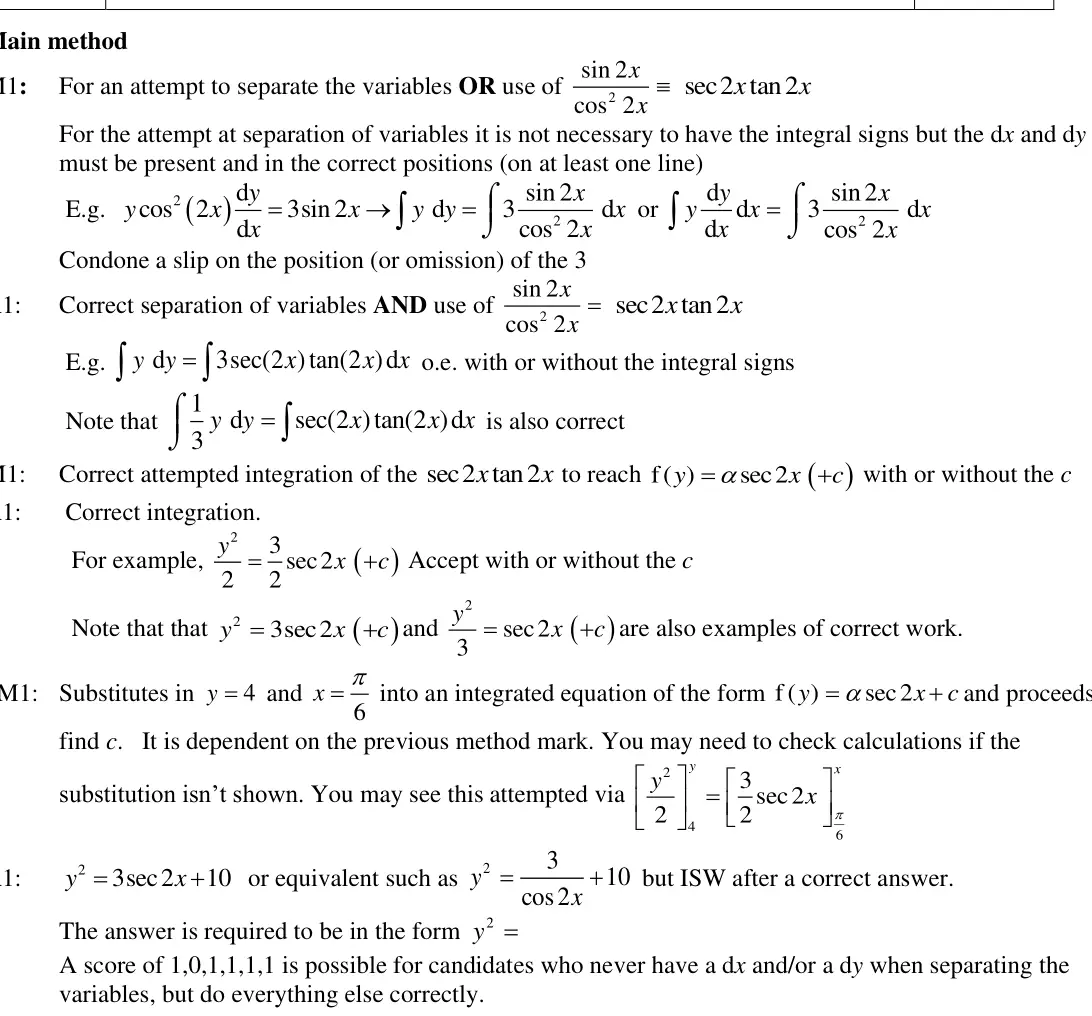 Main method
M1: For an attempt to separate the variables OR use of sin 2x / cos² 2x ≡ sec 2x tan 2x
For the attempt at separation of variables it is not necessary to have the integral signs but the dx and dy
must be present and in the correct positions (on at least one line)
E.g. y cos² (2x) dy/dx = 3sin 2x → ∫ y dy = ∫ 3 sin 2x / cos² 2x dx or ∫ y dy/dx dx = ∫ 3 sin 2x / cos² 2x dx
Condone a slip on the position (or omission) of the 3
1: Correct separation of variables AND use of sin 2x / cos² 2x = sec 2x tan 2x
E.g. ∫ y dy = ∫ 3sec(2x) tan(2x) dx o.e. with or without the integral signs
Note that ∫ 1/3 y dy = ∫ sec(2x) tan(2x) dx is also correct
M1: Correct attempted integration of the sec 2x tan 2x to reach f(y) = α sec 2x (+c) with or without the c
1: Correct integration.
For example, y²/2 = 3/2 sec 2x (+c) Accept with or without the c
Note that that y² = 3sec 2x (+c) and y²/3 = sec 2x (+c) are also examples of correct work.
M1: Substitutes in y = 4 and x = π/6 into an integrated equation of the form f(y) = α sec 2x + c and proceeds
find c. It is dependent on the previous method mark. You may need to check calculations if the
substitution isn't shown. You may see this attempted via [y²/2]₄^y = [3/2 sec 2x]_{π/6}^x
1: y² = 3sec 2x + 10 or equivalent such as y² = 3/cos 2x + 10 but ISW after a correct answer.
The answer is required to be in the form y² =
A score of 1,0,1,1,1,1 is possible for candidates who never have a dx and/or a dy when separating the
variables, but do everything else correctly.